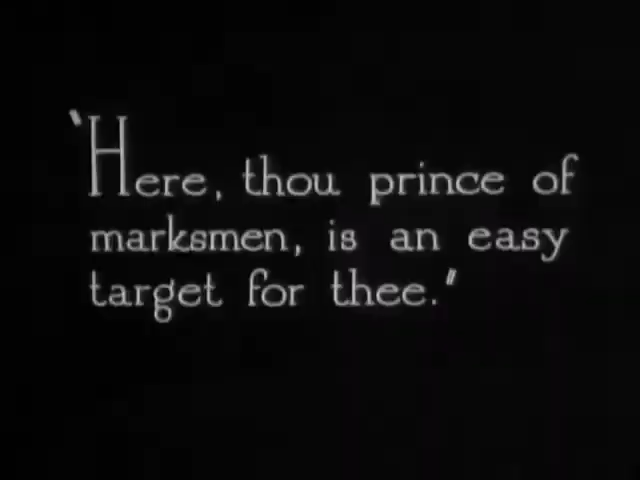 "Here, thou prince of
marksmen, is an easy
target for thee."